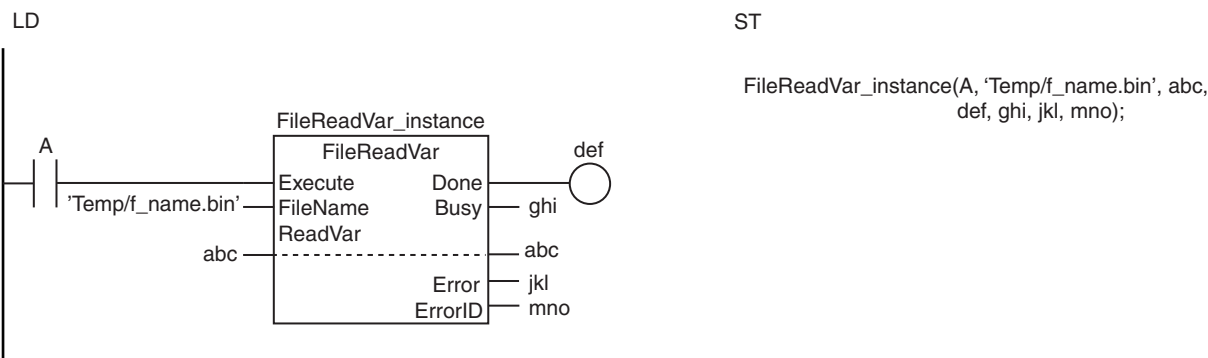 LD
ST
FileReadVar_instance(A, 'Temp/f_name.bin', abc,
def, ghi, jkl, mno);
FileReadVar_instance
A
FileReadVar
def
Execute Done
'Temp/f_name.bin' FileName Busy ghi
ReadVar
abc abc
Error jkl
ErrorID mno